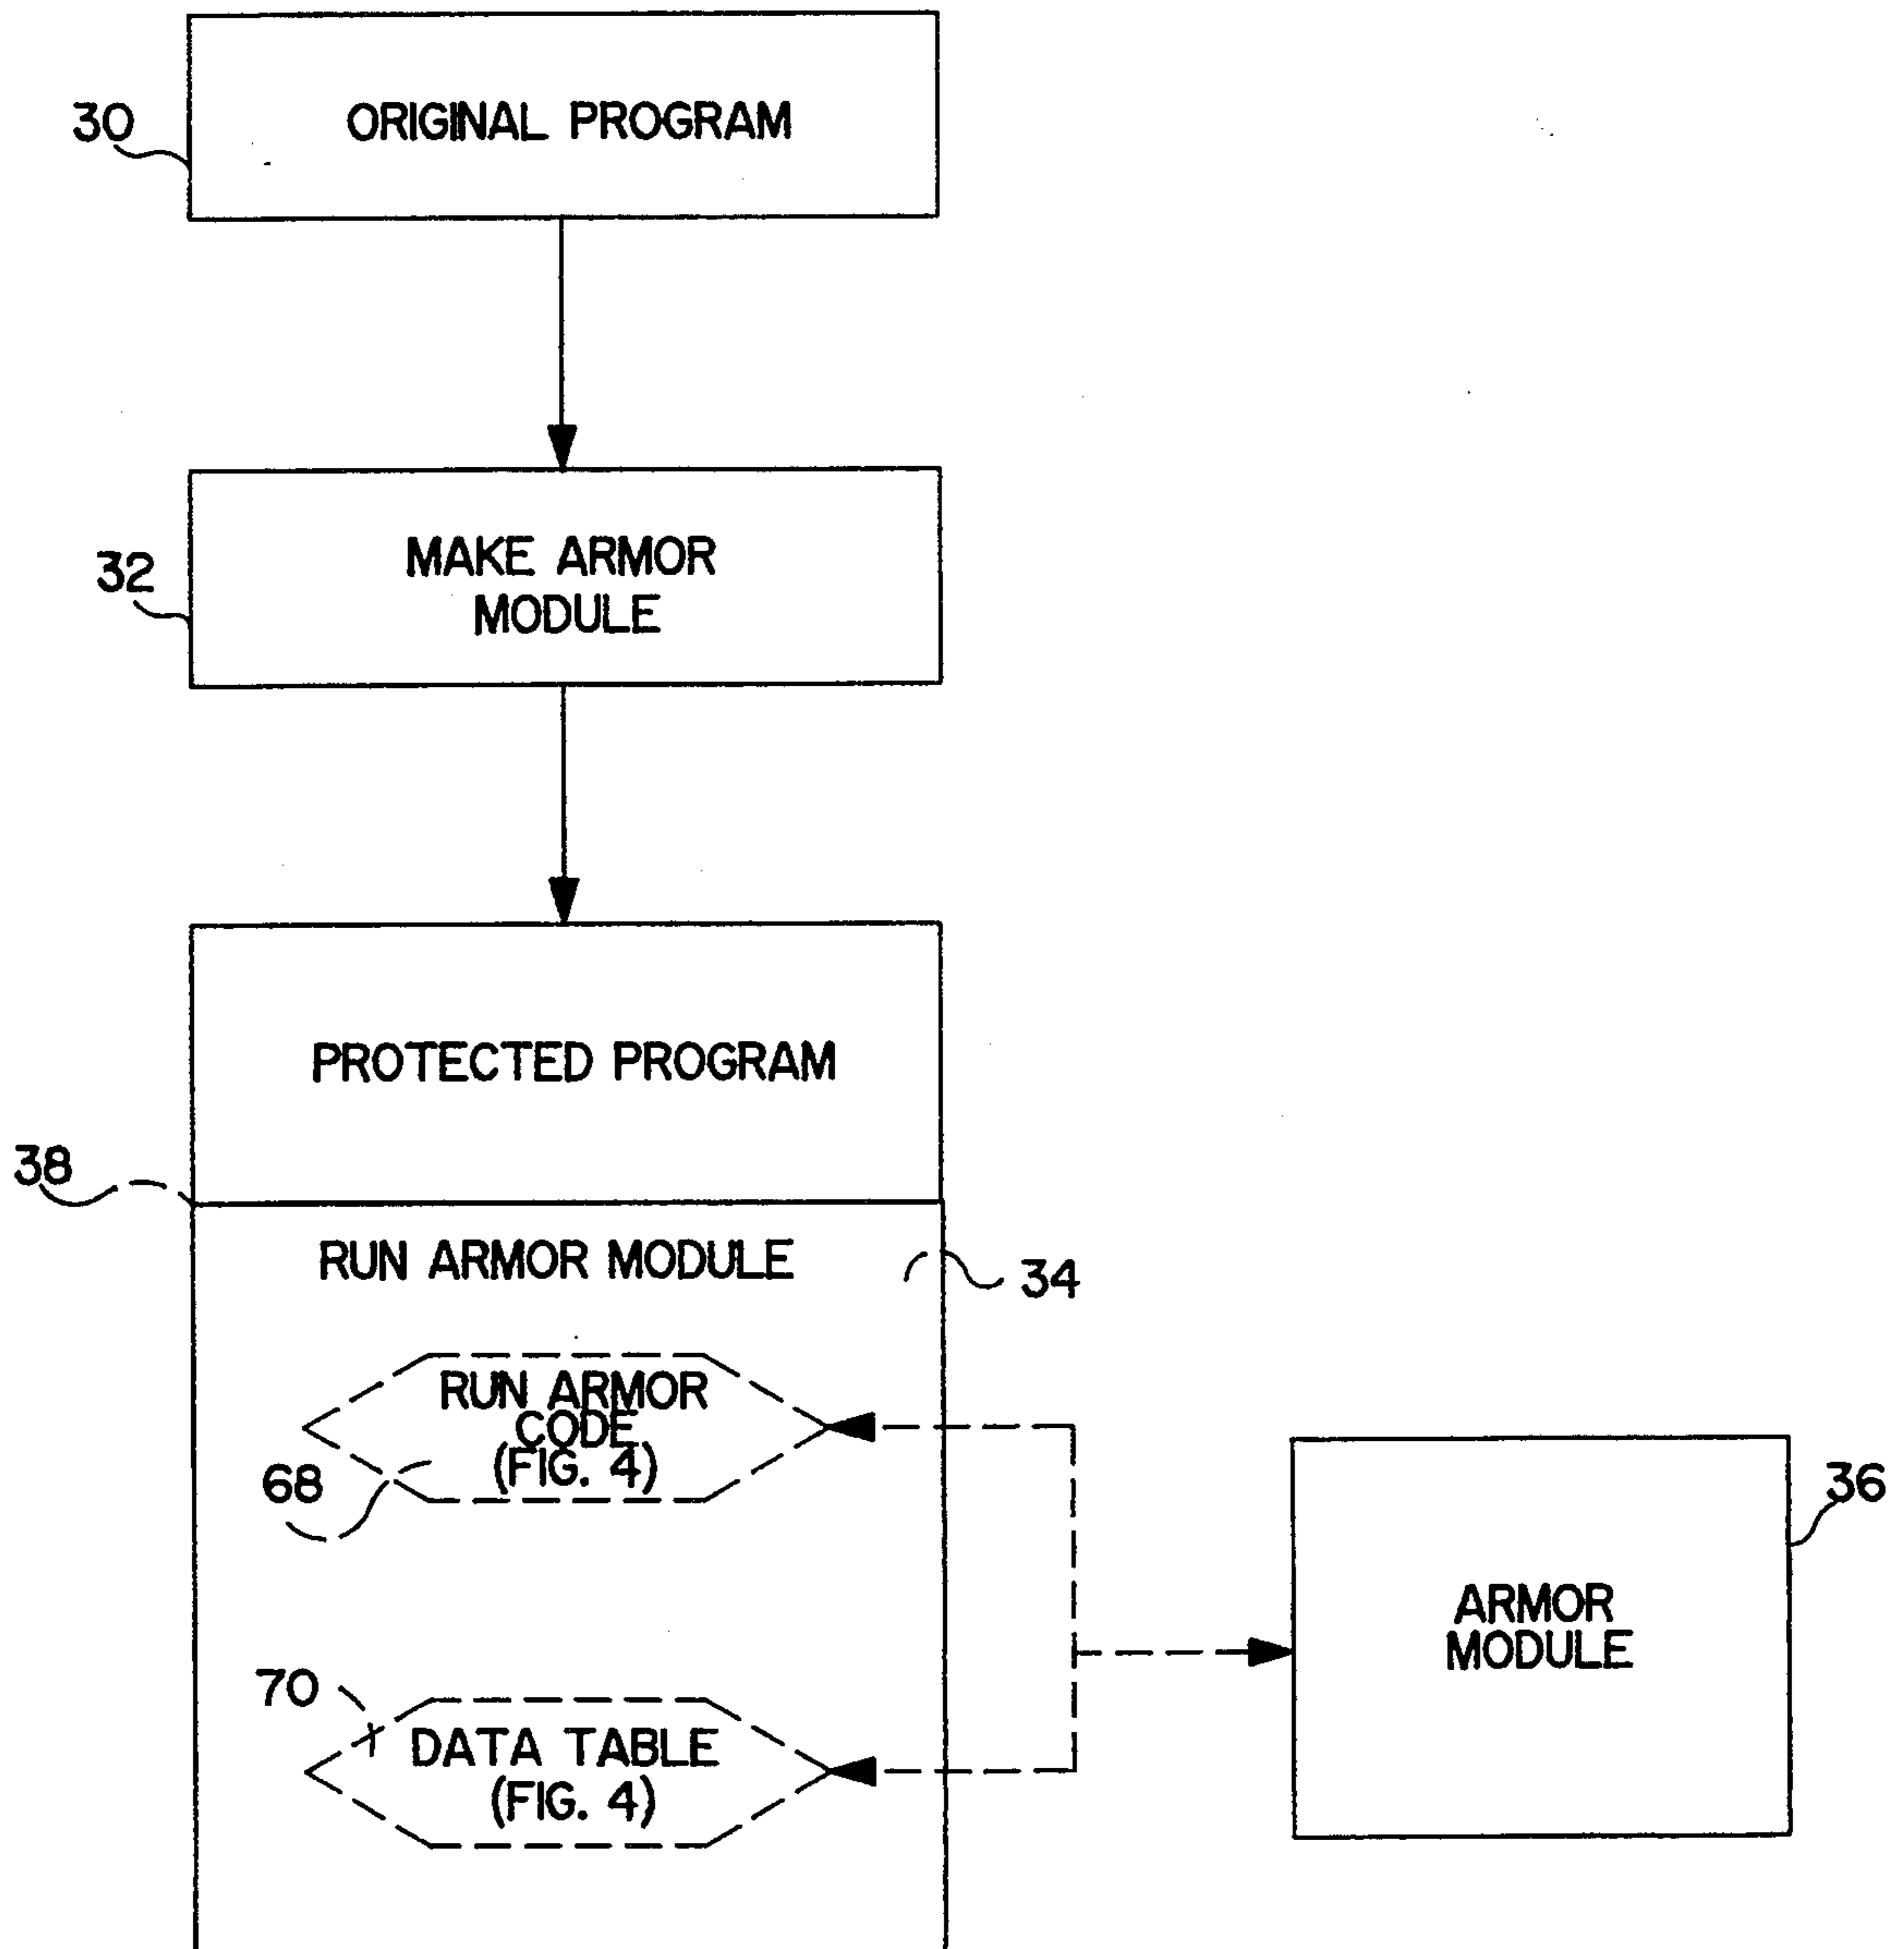 30
ORIGINAL PROGRAM
32
MAKE ARMOR
MODULE
PROTECTED PROGRAM
38
RUN ARMOR MODULE
34
RUN ARMOR
CODE
(FIG. 4)
68
36
ARMOR
MODULE
70
DATA TABLE
(FIG. 4)